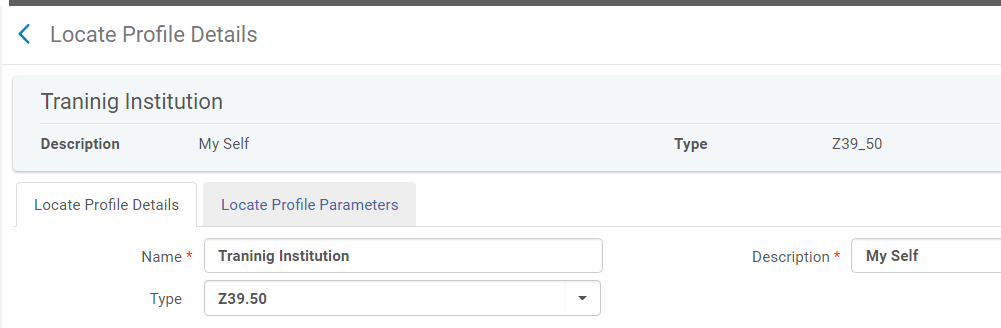 Locate Profile Details
Traninig Institution
Description My Self Type Z39_50
Locate Profile Details Locate Profile Parameters
Name * Traninig Institution Description * My Self
Type Z39.50